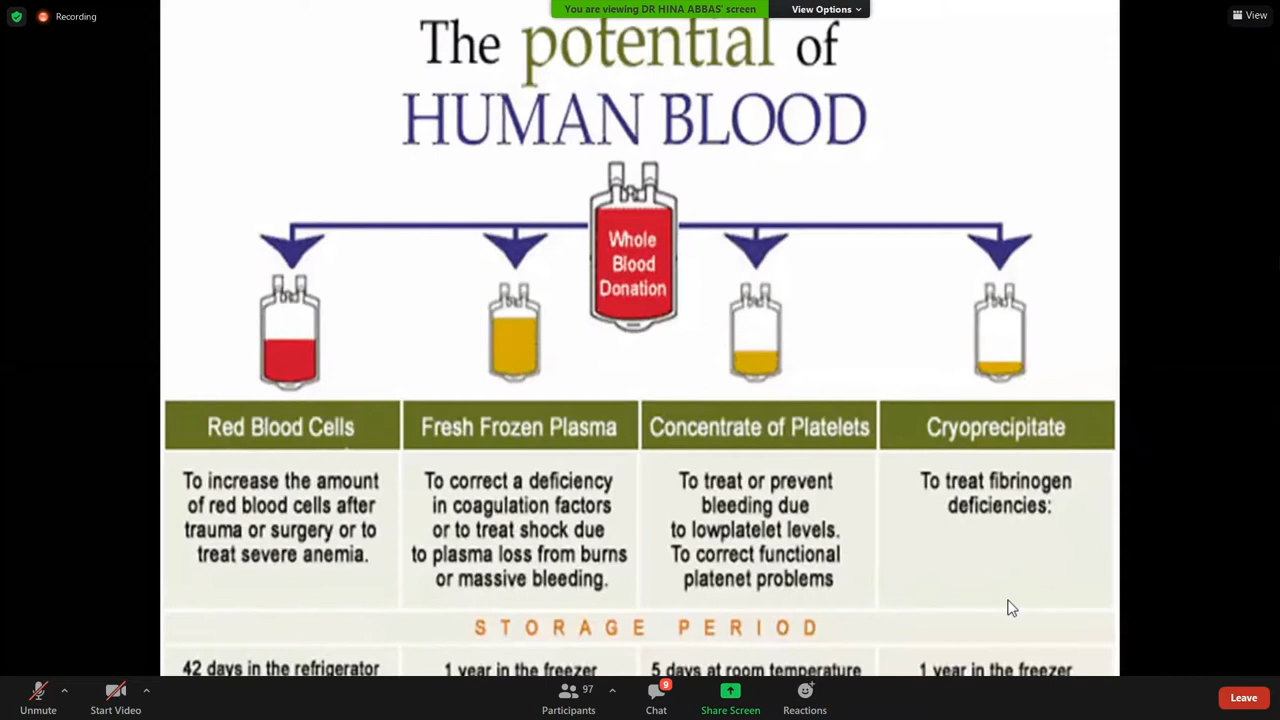 Recording
You are viewing DR HINA ABBAS' screen
View Options
View
The potential of
HUMAN BLOOD
Whole
Blood
Donation
Red Blood Cells
To increase the amount
of red blood cells after
trauma or surgery or to
treat severe anemia.
Fresh Frozen Plasma
To correct a deficiency
in coagulation factors
or to treat shock due
to plasma loss from burns
or massive bleeding.
Concentrate of Platelets
To treat or prevent
bleeding due
to lowplatelet levels.
To correct functional
platenet problems
Cryoprecipitate
To treat fibrinogen
deficiencies:
STORAGE PERIOD
42 days in the refrigerator
1 year in the freezer
5 days at room temperature
1 year in the freezer
Unmute
Start Video
97
Participants
9
Chat
Share Screen
Reactions
Leave